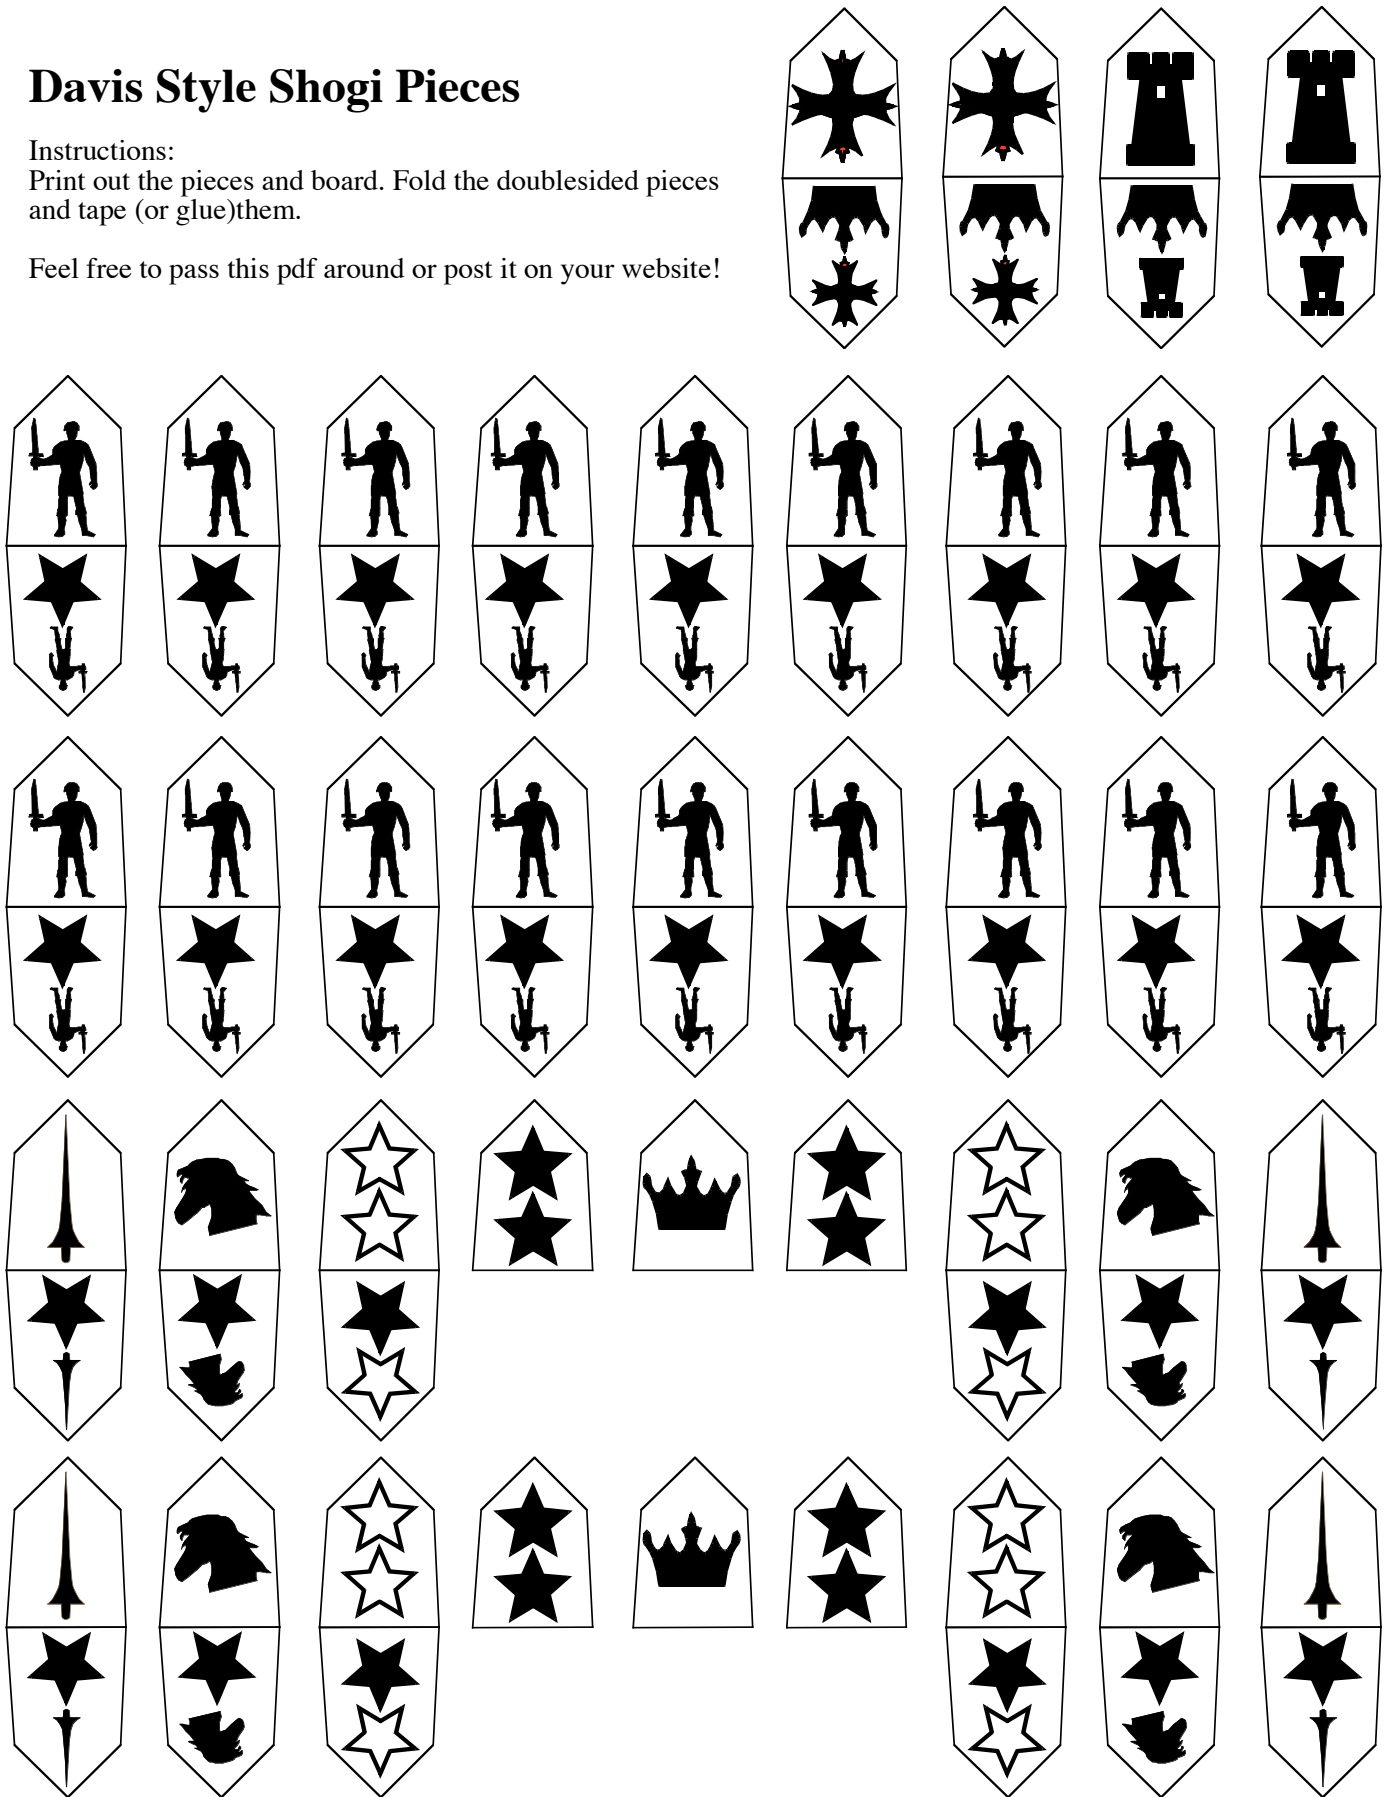 Davis Style Shogi Pieces
Instructions:
Print out the pieces and board. Fold the doublesided pieces
and tape (or glue)them.
Feel free to pass this pdf around or post it on your website!